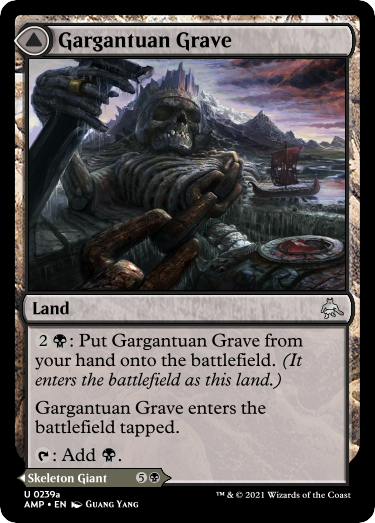 Gargantuan Grave
Land
2 : Put Gargantuan Grave from
your hand onto the battlefield. (It
enters the battlefield as this land.)
Gargantuan Grave enters the
battlefield tapped.
: Add .
Skeleton Giant 5
U 0239a
AMP • EN Guang Yang
™ & © 2021 Wizards of the Coast